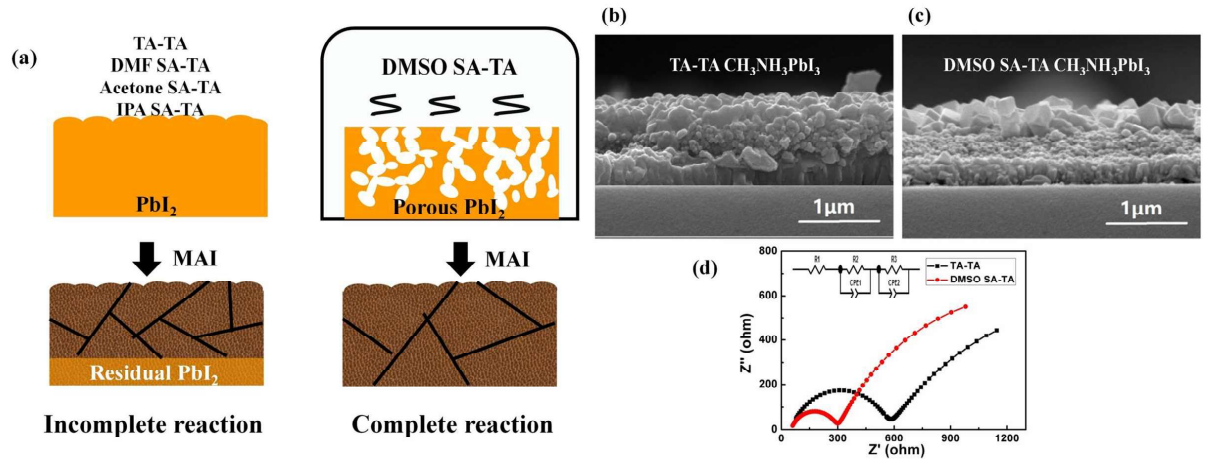 (a)
TA-TA
DMF SA-TA
Acetone SA-TA
IPA SA-TA
PbI₂
MAI
Residual PbI₂
Incomplete reaction
DMSO SA-TA
Porous PbI₂
MAI
Complete reaction
(b)
TA-TA CH₃NH₃PbI₃
1μm
(c)
DMSO SA-TA CH₃NH₃PbI₃
1μm
(d)
800
600
400
200
0
Z'' (ohm)
0 300 600 900 1200
Z' (ohm)
R1 R2 R3
CPE1 CPE2
TA-TA
DMSO SA-TA